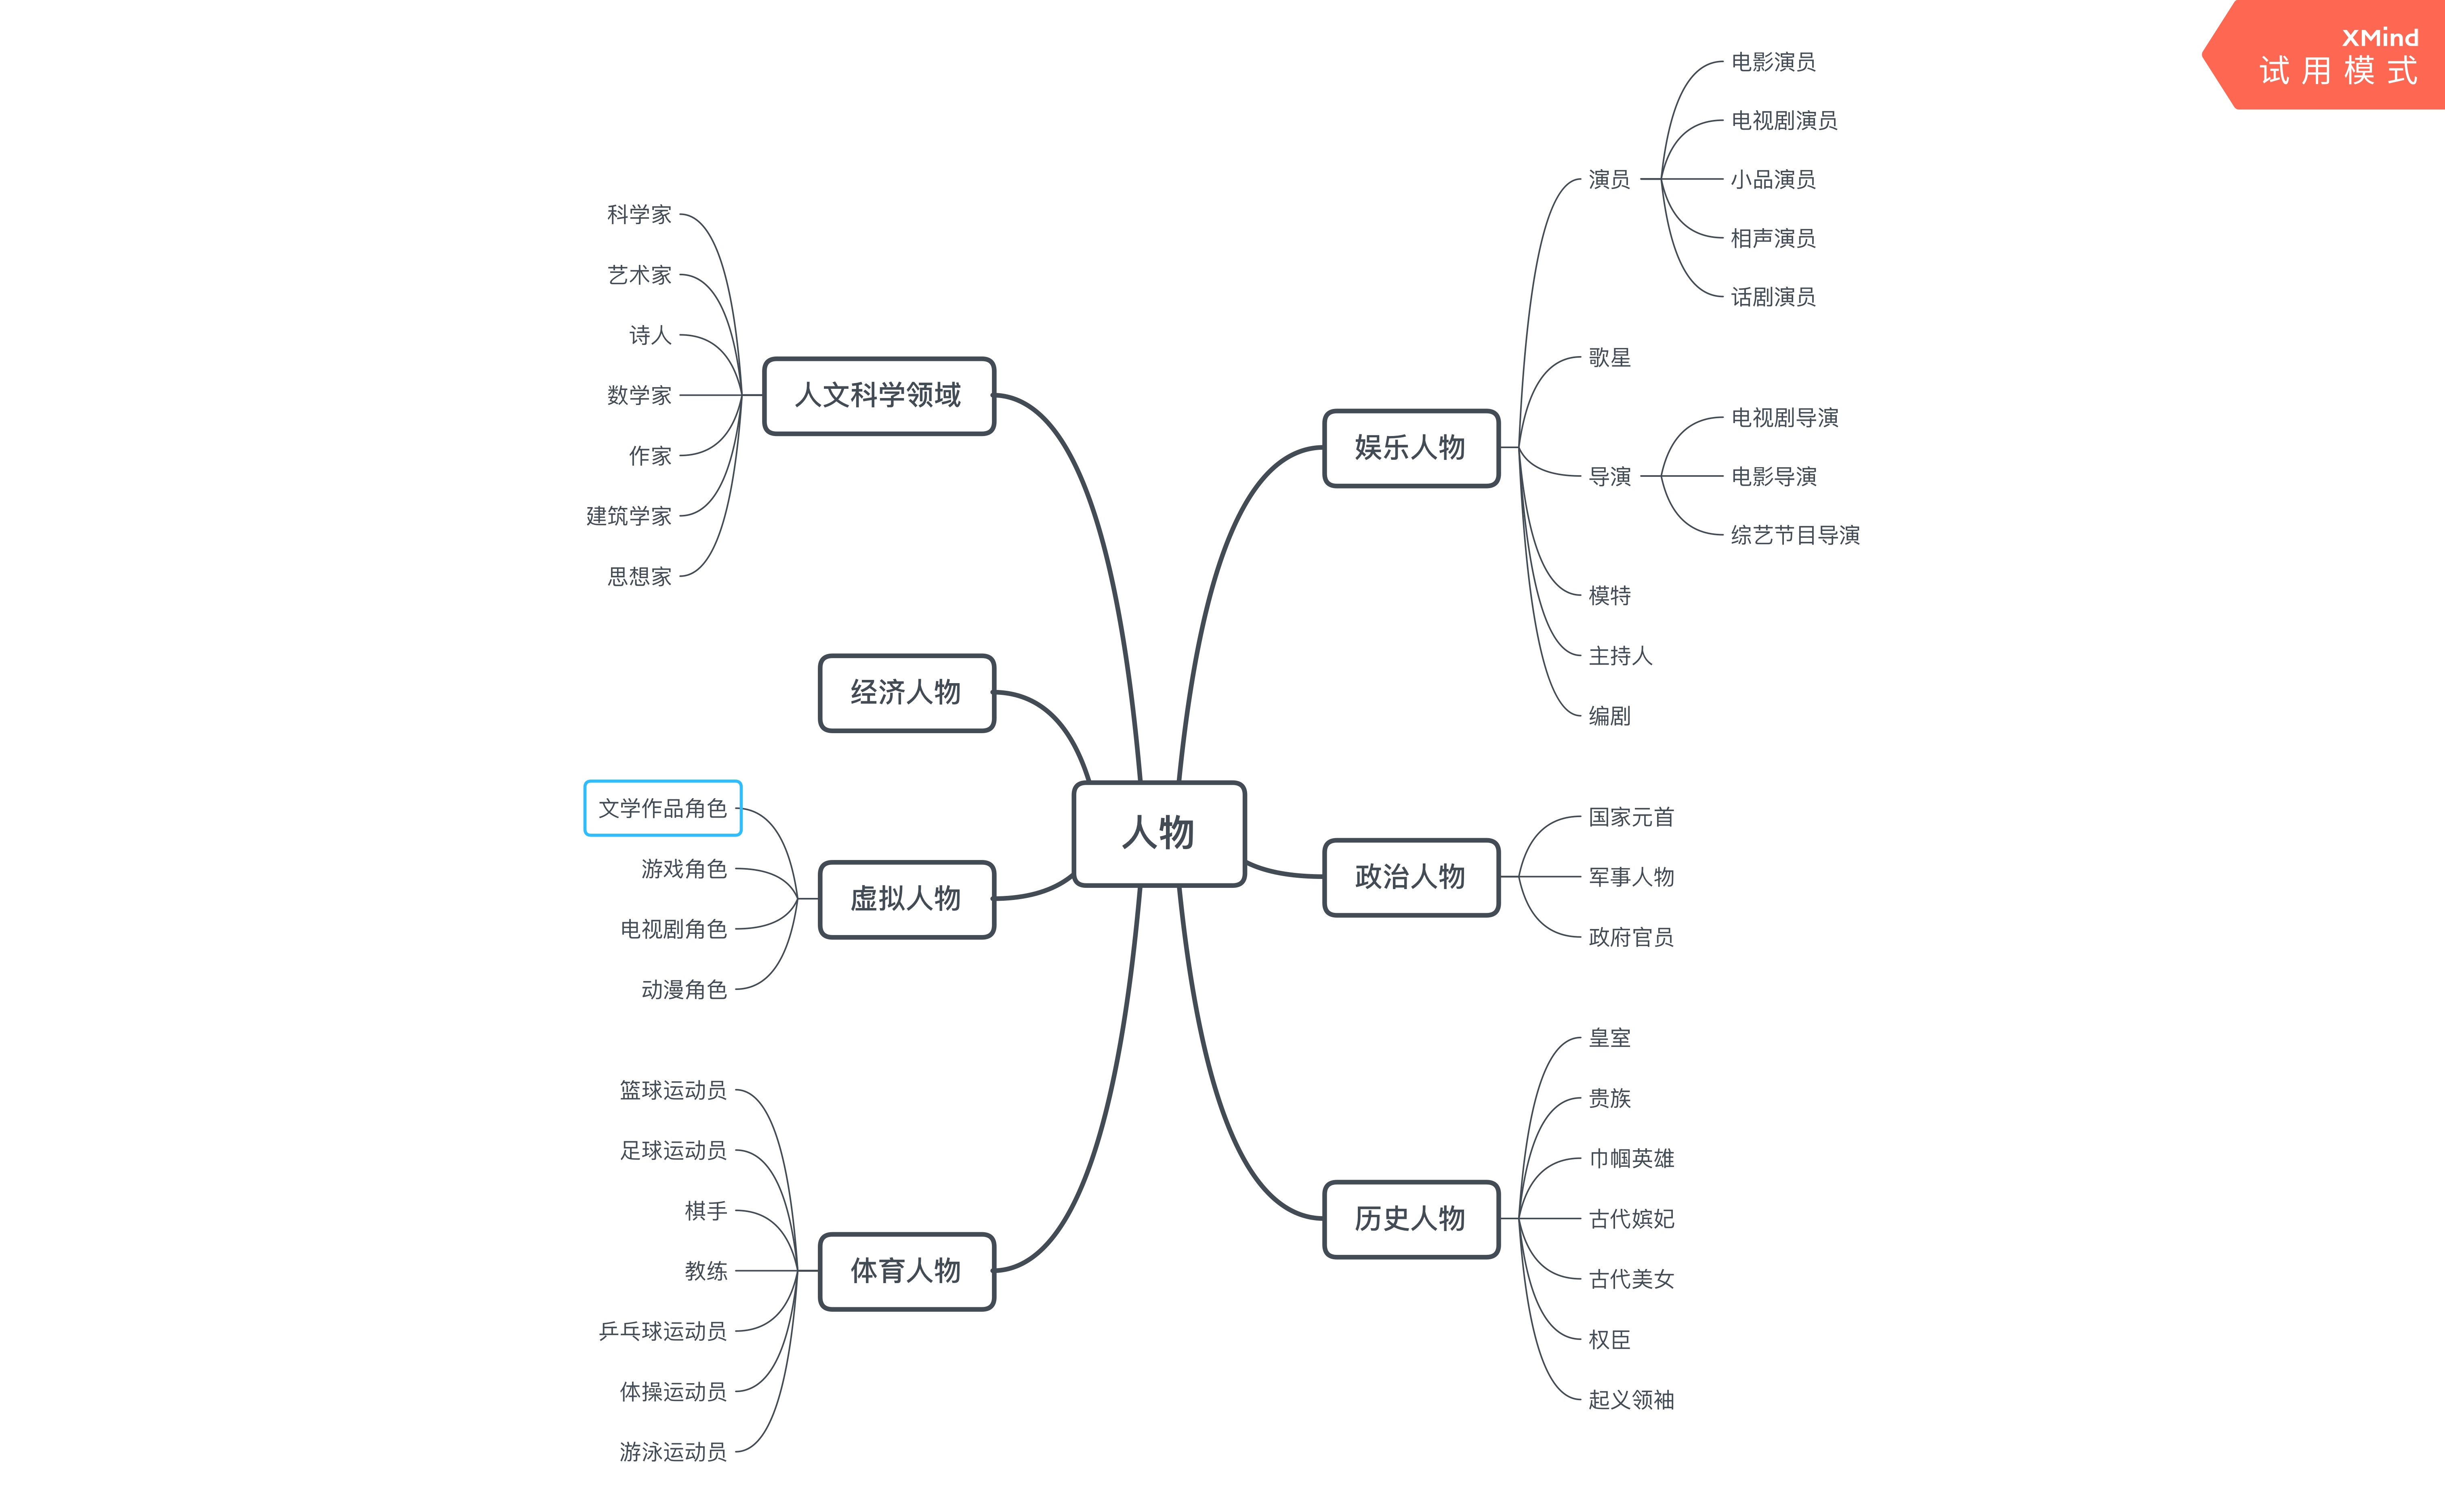 XMind
试用模式
人物
娱乐人物
演员
电影演员
电视剧演员
小品演员
相声演员
话剧演员
歌星
导演
电视剧导演
电影导演
综艺节目导演
模特
主持人
编剧
政治人物
国家元首
军事人物
政府官员
历史人物
皇室
贵族
巾帼英雄
古代嫔妃
古代美女
权臣
起义领袖
人文科学领域
科学家
艺术家
诗人
数学家
作家
建筑学家
思想家
经济人物
虚拟人物
文学作品角色
游戏角色
电视剧角色
动漫角色
体育人物
篮球运动员
足球运动员
棋手
教练
乒乓球运动员
体操运动员
游泳运动员